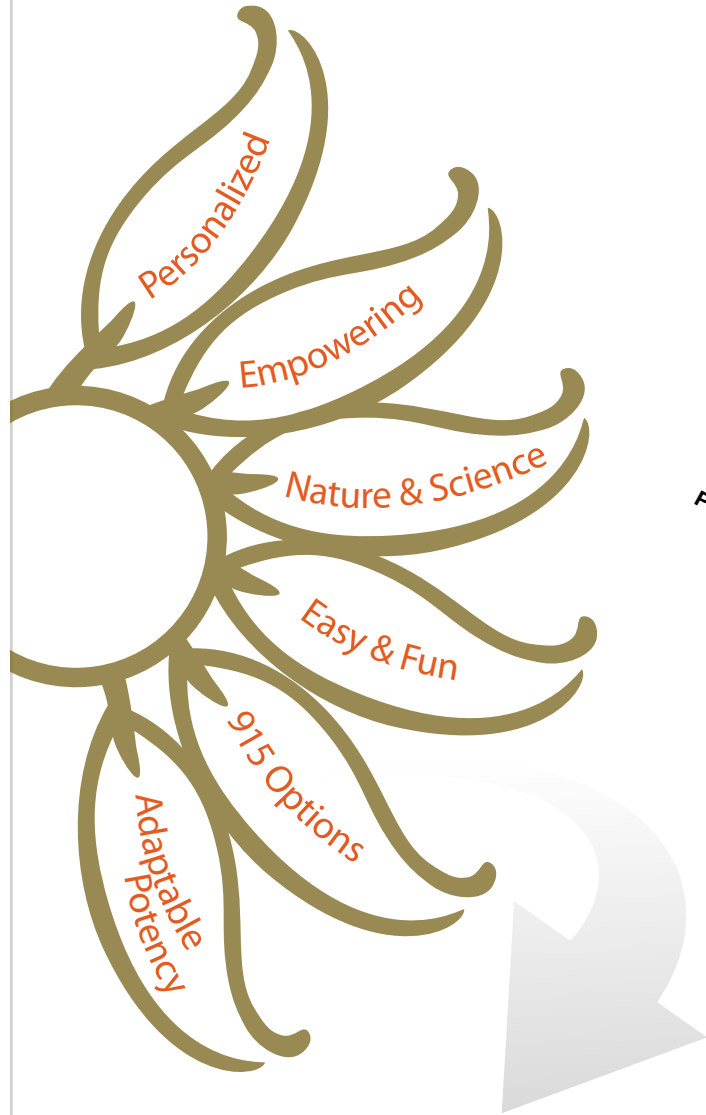 Personalized
Empowering
Nature & Science
Easy & Fun
915 Options
Adaptable
Potency